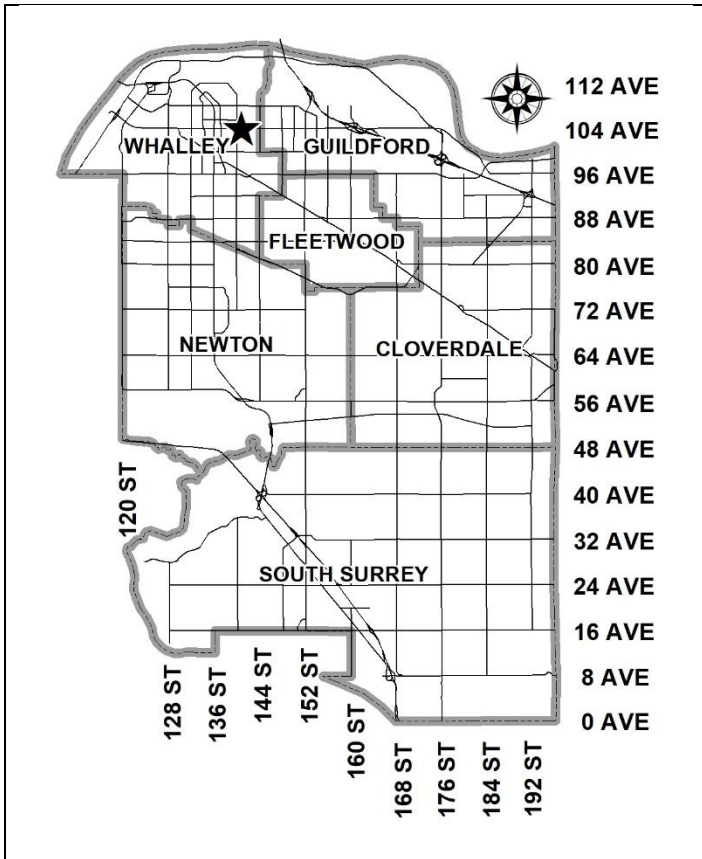 112 AVE
104 AVE
WHALLEY
GUILDFORD
96 AVE
88 AVE
FLEETWOOD
80 AVE
72 AVE
NEWTON
CLOVERDALE
64 AVE
56 AVE
48 AVE
120 ST
40 AVE
32 AVE
SOUTH SURREY
24 AVE
16 AVE
8 AVE
0 AVE
128 ST
136 ST
144 ST
152 ST
160 ST
168 ST
176 ST
184 ST
192 ST